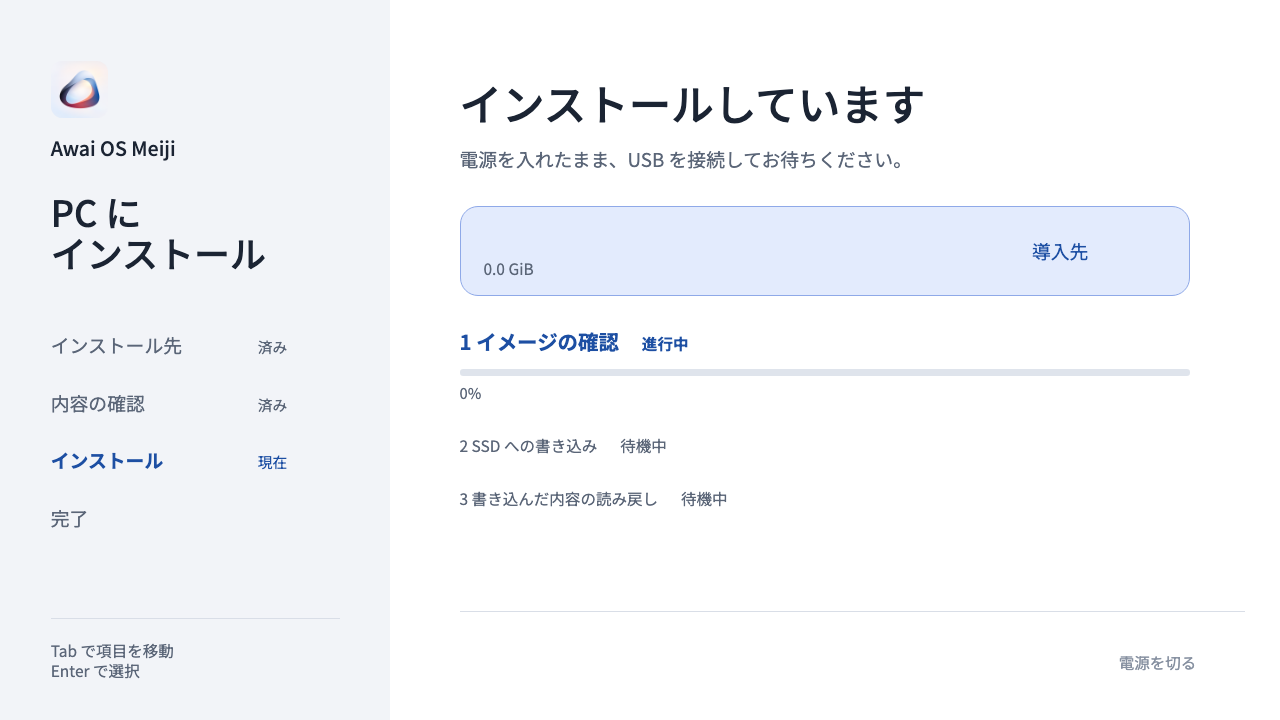 Awai OS Meiji
PC に
インストール
インストール先 済み
内容の確認 済み
インストール 現在
完了
Tab で項目を移動
Enter で選択
インストールしています
電源を入れたまま、USB を接続してお待ちください。
0.0 GiB
導入先
1 イメージの確認 進行中
0%
2 SSD への書き込み 待機中
3 書き込んだ内容の読み戻し 待機中
電源を切る